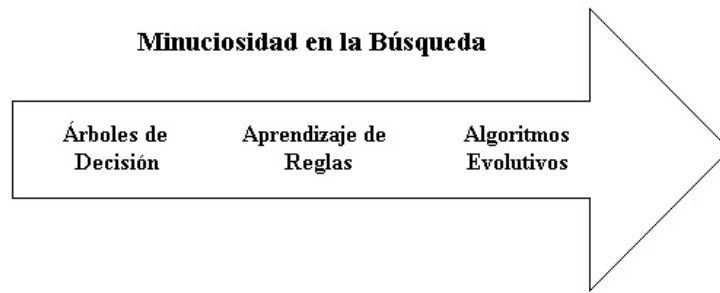 Minuciosidad en la Búsqueda
Árboles de
Decisión
Aprendizaje de
Reglas
Algoritmos
Evolutivos